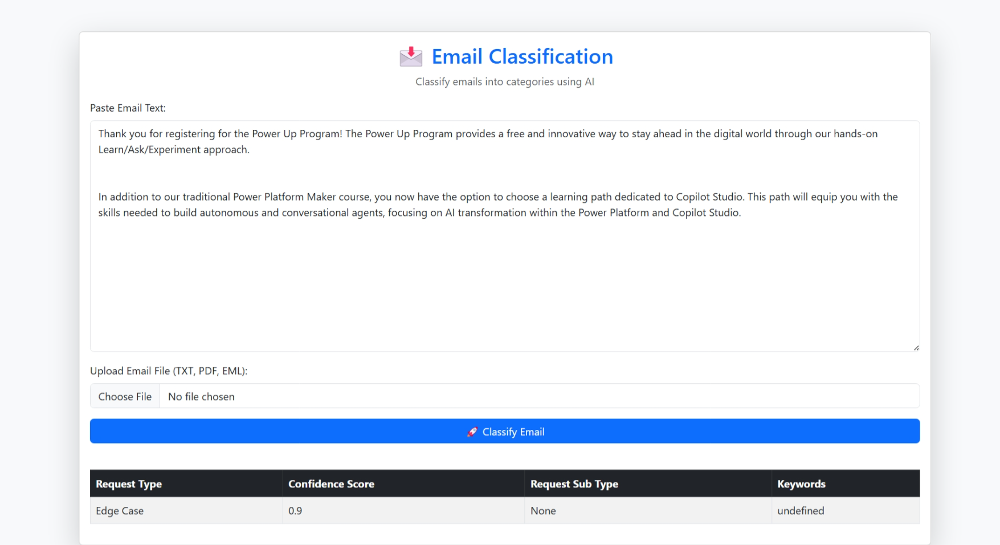 Email Classification
Classify emails into categories using AI
Paste Email Text:
Thank you for registering for the Power Up Program! The Power Up Program provides a free and innovative way to stay ahead in the digital world through our hands-on
Learn/Ask/Experiment approach.
In addition to our traditional Power Platform Maker course, you now have the option to choose a learning path dedicated to Copilot Studio. This path will equip you with the
skills needed to build autonomous and conversational agents, focusing on AI transformation within the Power Platform and Copilot Studio.
Upload Email File (TXT, PDF, EML):
Choose File No file chosen
Classify Email
Request Type Confidence Score Request Sub Type Keywords
Edge Case 0.9 None undefined